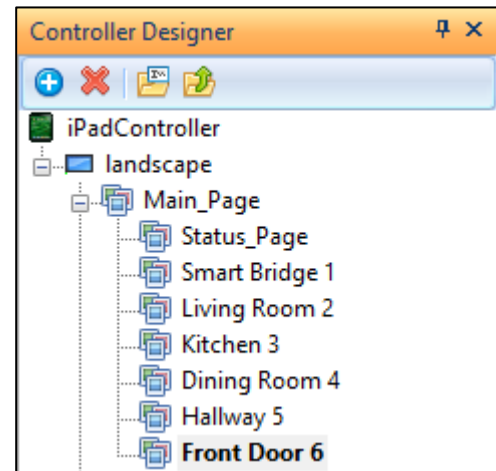 Controller Designer
iPadController
landscape
Main_Page
Status_Page
Smart Bridge 1
Living Room 2
Kitchen 3
Dining Room 4
Hallway 5
Front Door 6